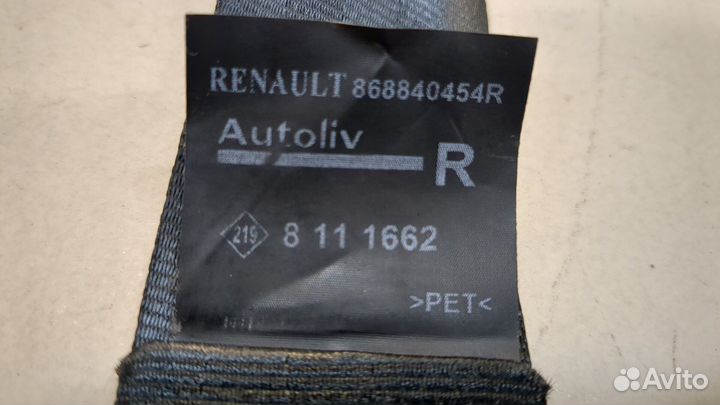 RENAULT 868840454R
Autoliv
R
219 8 11 1662
>PET<
Avito